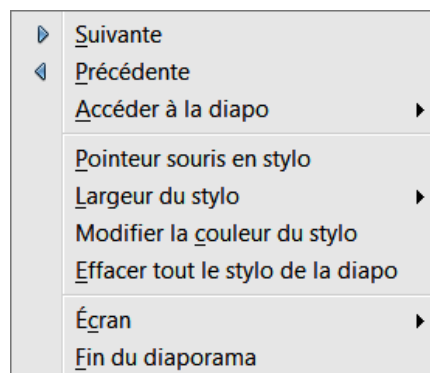 Suivante
Précédente
Accéder à la diapo
Pointeur souris en stylo
Largeur du stylo
Modifier la couleur du stylo
Effacer tout le stylo de la diapo
Écran
Fin du diaporama